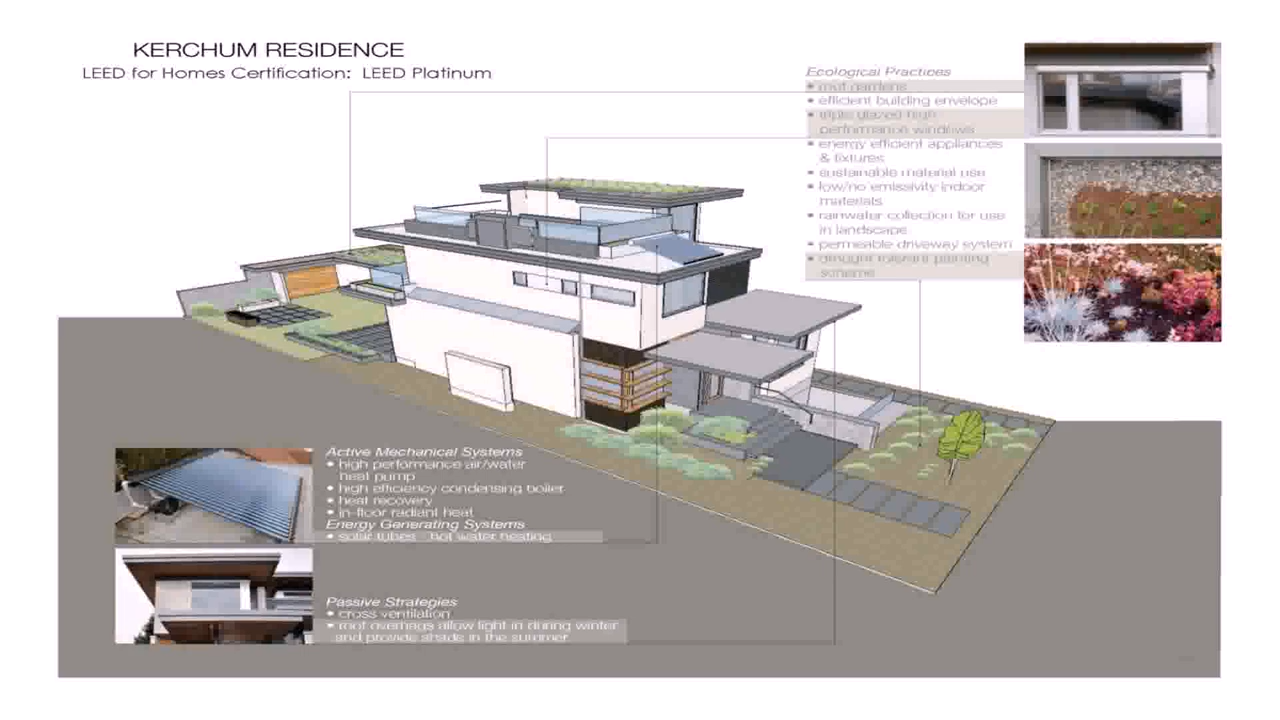 KERCHUM RESIDENCE
LEED for Homes Certification: LEED Platinum
Ecological Practices
• roof gardens
• efficient building envelope
• triple glazed high
performance windows
• energy efficient appliances
& fixtures
• sustainable material use
• low/no emissivity indoor
materials
• rainwater collection for use
in landscape
• permeable driveway system
• drought tolerant planting
scheme
Active Mechanical Systems
• high performance air/water
heat pump
• high efficiency condensing boiler
• heat recovery
• in-floor radiant heat
Energy Generating Systems
• solar tubes - hot water heating
Passive Strategies
• cross ventilation
• roof overhags allow light in during winter
and provide shade in the summer